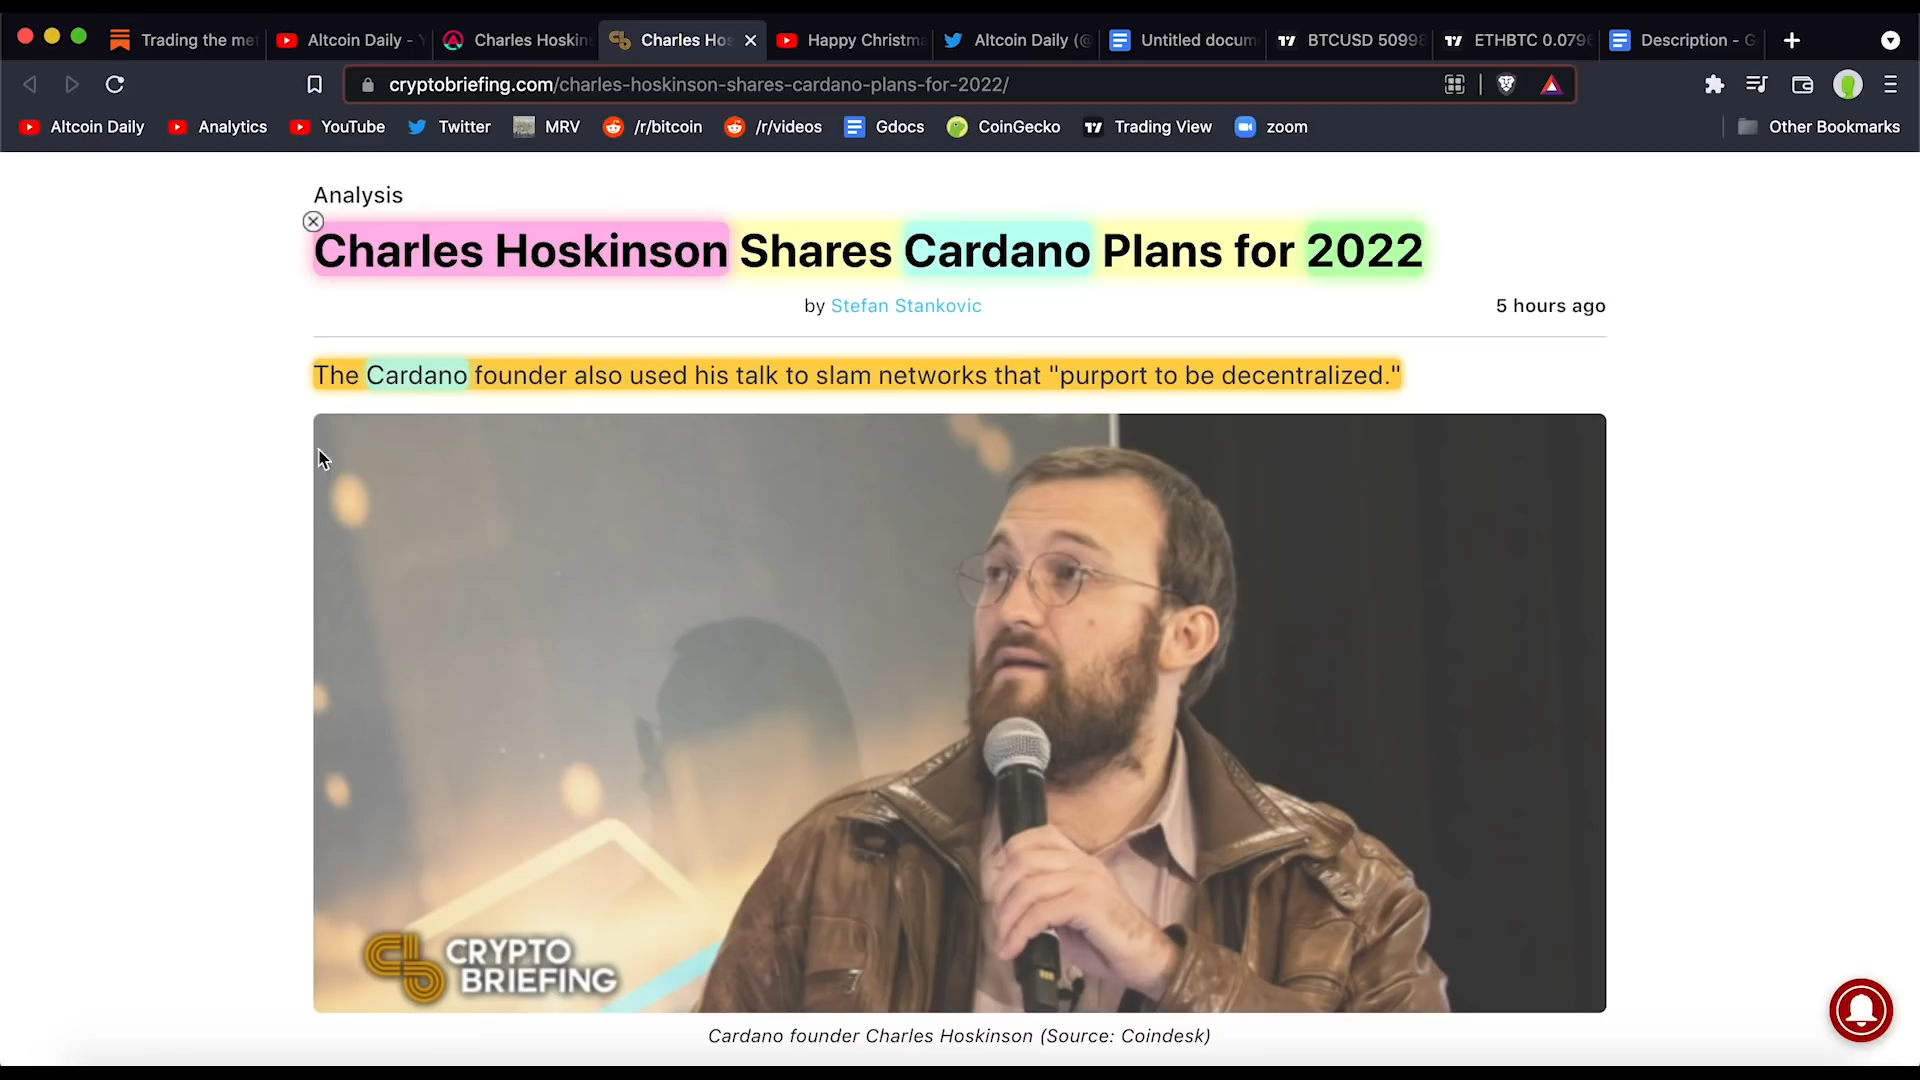 Trading the me
Altcoin Daily - Y
Charles Hoskin
Charles Hos
Happy Christma
Altcoin Daily (@
Untitled docum
BTCUSD 5099
ETHBTC 0.079
Description - G
cryptobriefing.com/charles-hoskinson-shares-cardano-plans-for-2022/
Altcoin Daily
Analytics
YouTube
Twitter
MRV
/r/bitcoin
/r/videos
Gdocs
CoinGecko
Trading View
zoom
Other Bookmarks
Analysis
Charles Hoskinson Shares Cardano Plans for 2022
by Stefan Stankovic
5 hours ago
The Cardano founder also used his talk to slam networks that "purport to be decentralized."
CRYPTO
BRIEFING
Cardano founder Charles Hoskinson (Source: Coindesk)